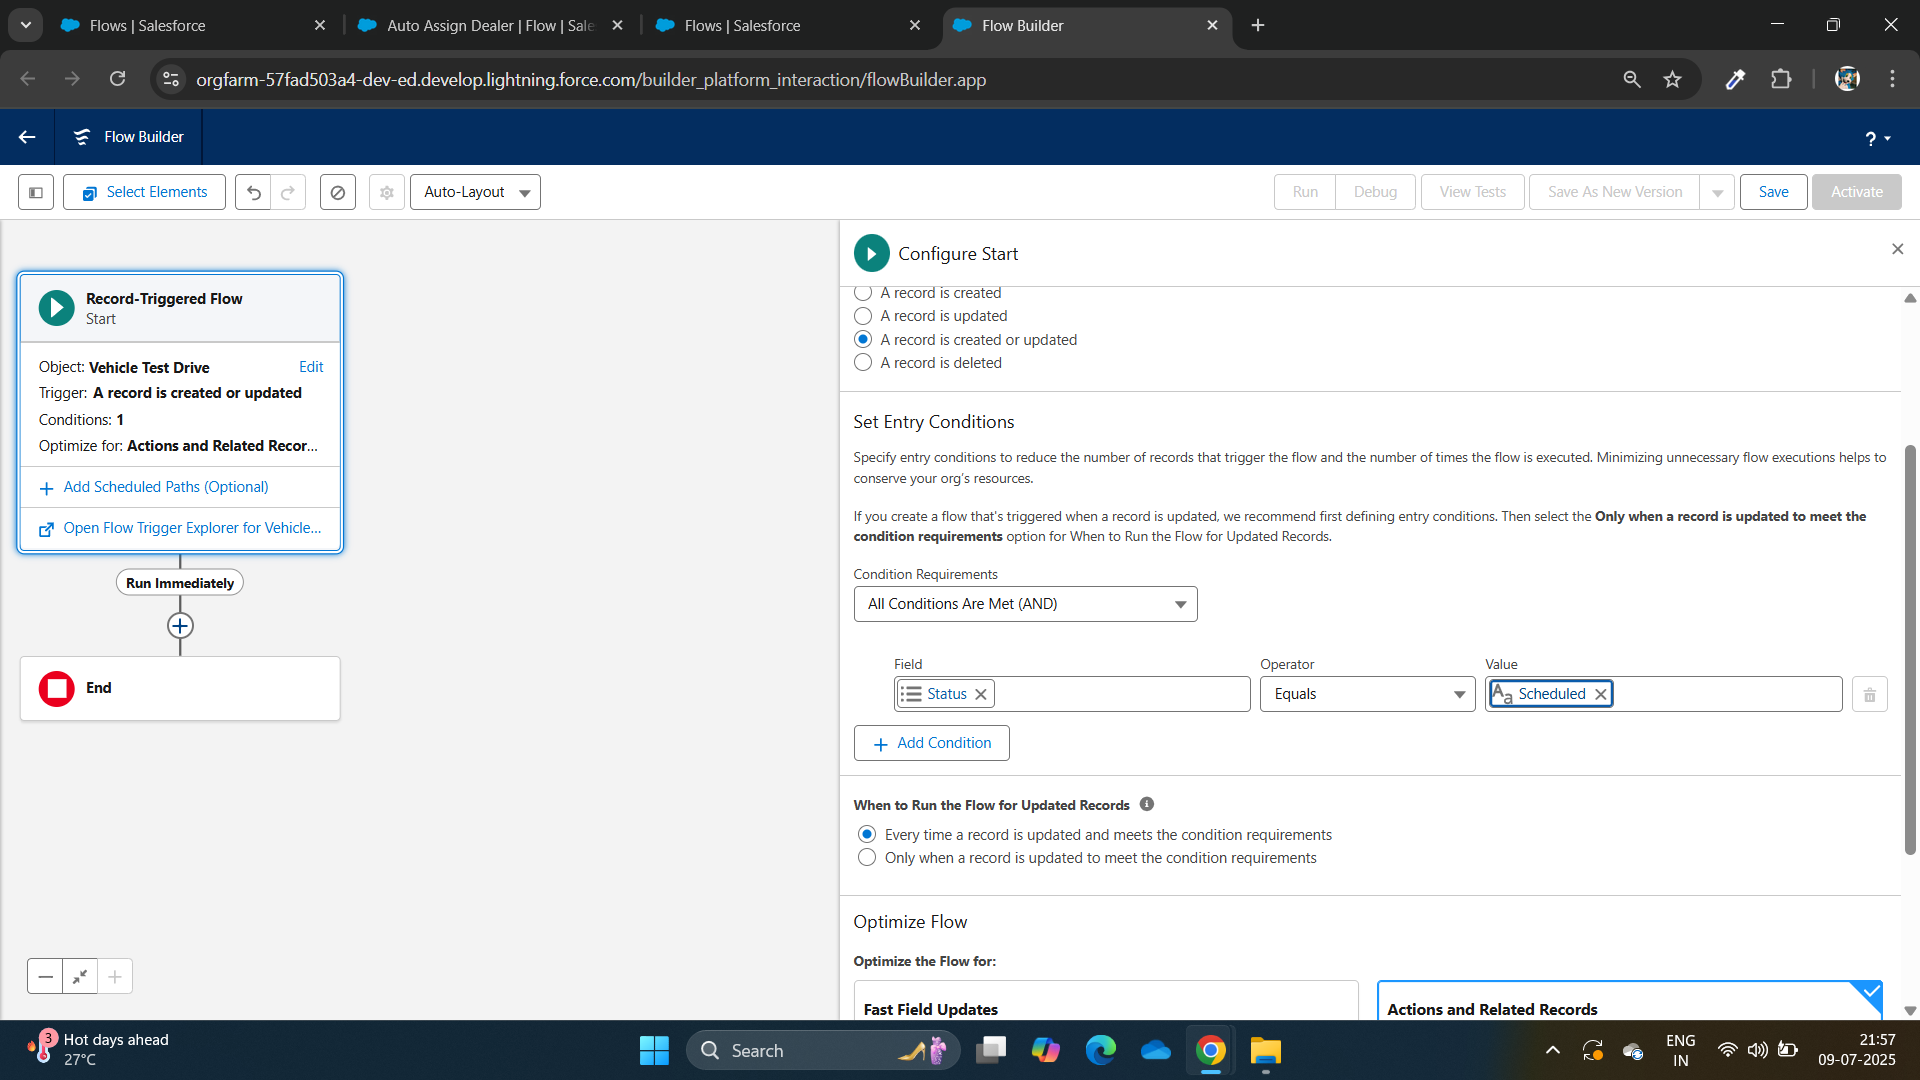 Flows | Salesforce
Auto Assign Dealer | Flow | Sale
Flows | Salesforce
Flow Builder
orgfarm-57fad503a4-dev-ed.develop.lightning.force.com/builder_platform_interaction/flowBuilder.app
Flow Builder
?
Select Elements
Auto-Layout
Run
Debug
View Tests
Save As New Version
Save
Activate
Record-Triggered Flow
Start
Object: Vehicle Test Drive
Edit
Trigger: A record is created or updated
Conditions: 1
Optimize for: Actions and Related Recor...
Add Scheduled Paths (Optional)
Open Flow Trigger Explorer for Vehicle...
Run Immediately
End
Configure Start
A record is created
A record is updated
A record is created or updated
A record is deleted
Set Entry Conditions
Specify entry conditions to reduce the number of records that trigger the flow and the number of times the flow is executed. Minimizing unnecessary flow executions helps to
conserve your org's resources.
If you create a flow that's triggered when a record is updated, we recommend first defining entry conditions. Then select the Only when a record is updated to meet the
condition requirements option for When to Run the Flow for Updated Records.
Condition Requirements
All Conditions Are Met (AND)
Field
Operator
Value
Status
Equals
Aa Scheduled
Add Condition
When to Run the Flow for Updated Records
Every time a record is updated and meets the condition requirements
Only when a record is updated to meet the condition requirements
Optimize Flow
Optimize the Flow for:
Fast Field Updates
Actions and Related Records
3
Hot days ahead
27°C
Search
ENG
IN
21:57
09-07-2025